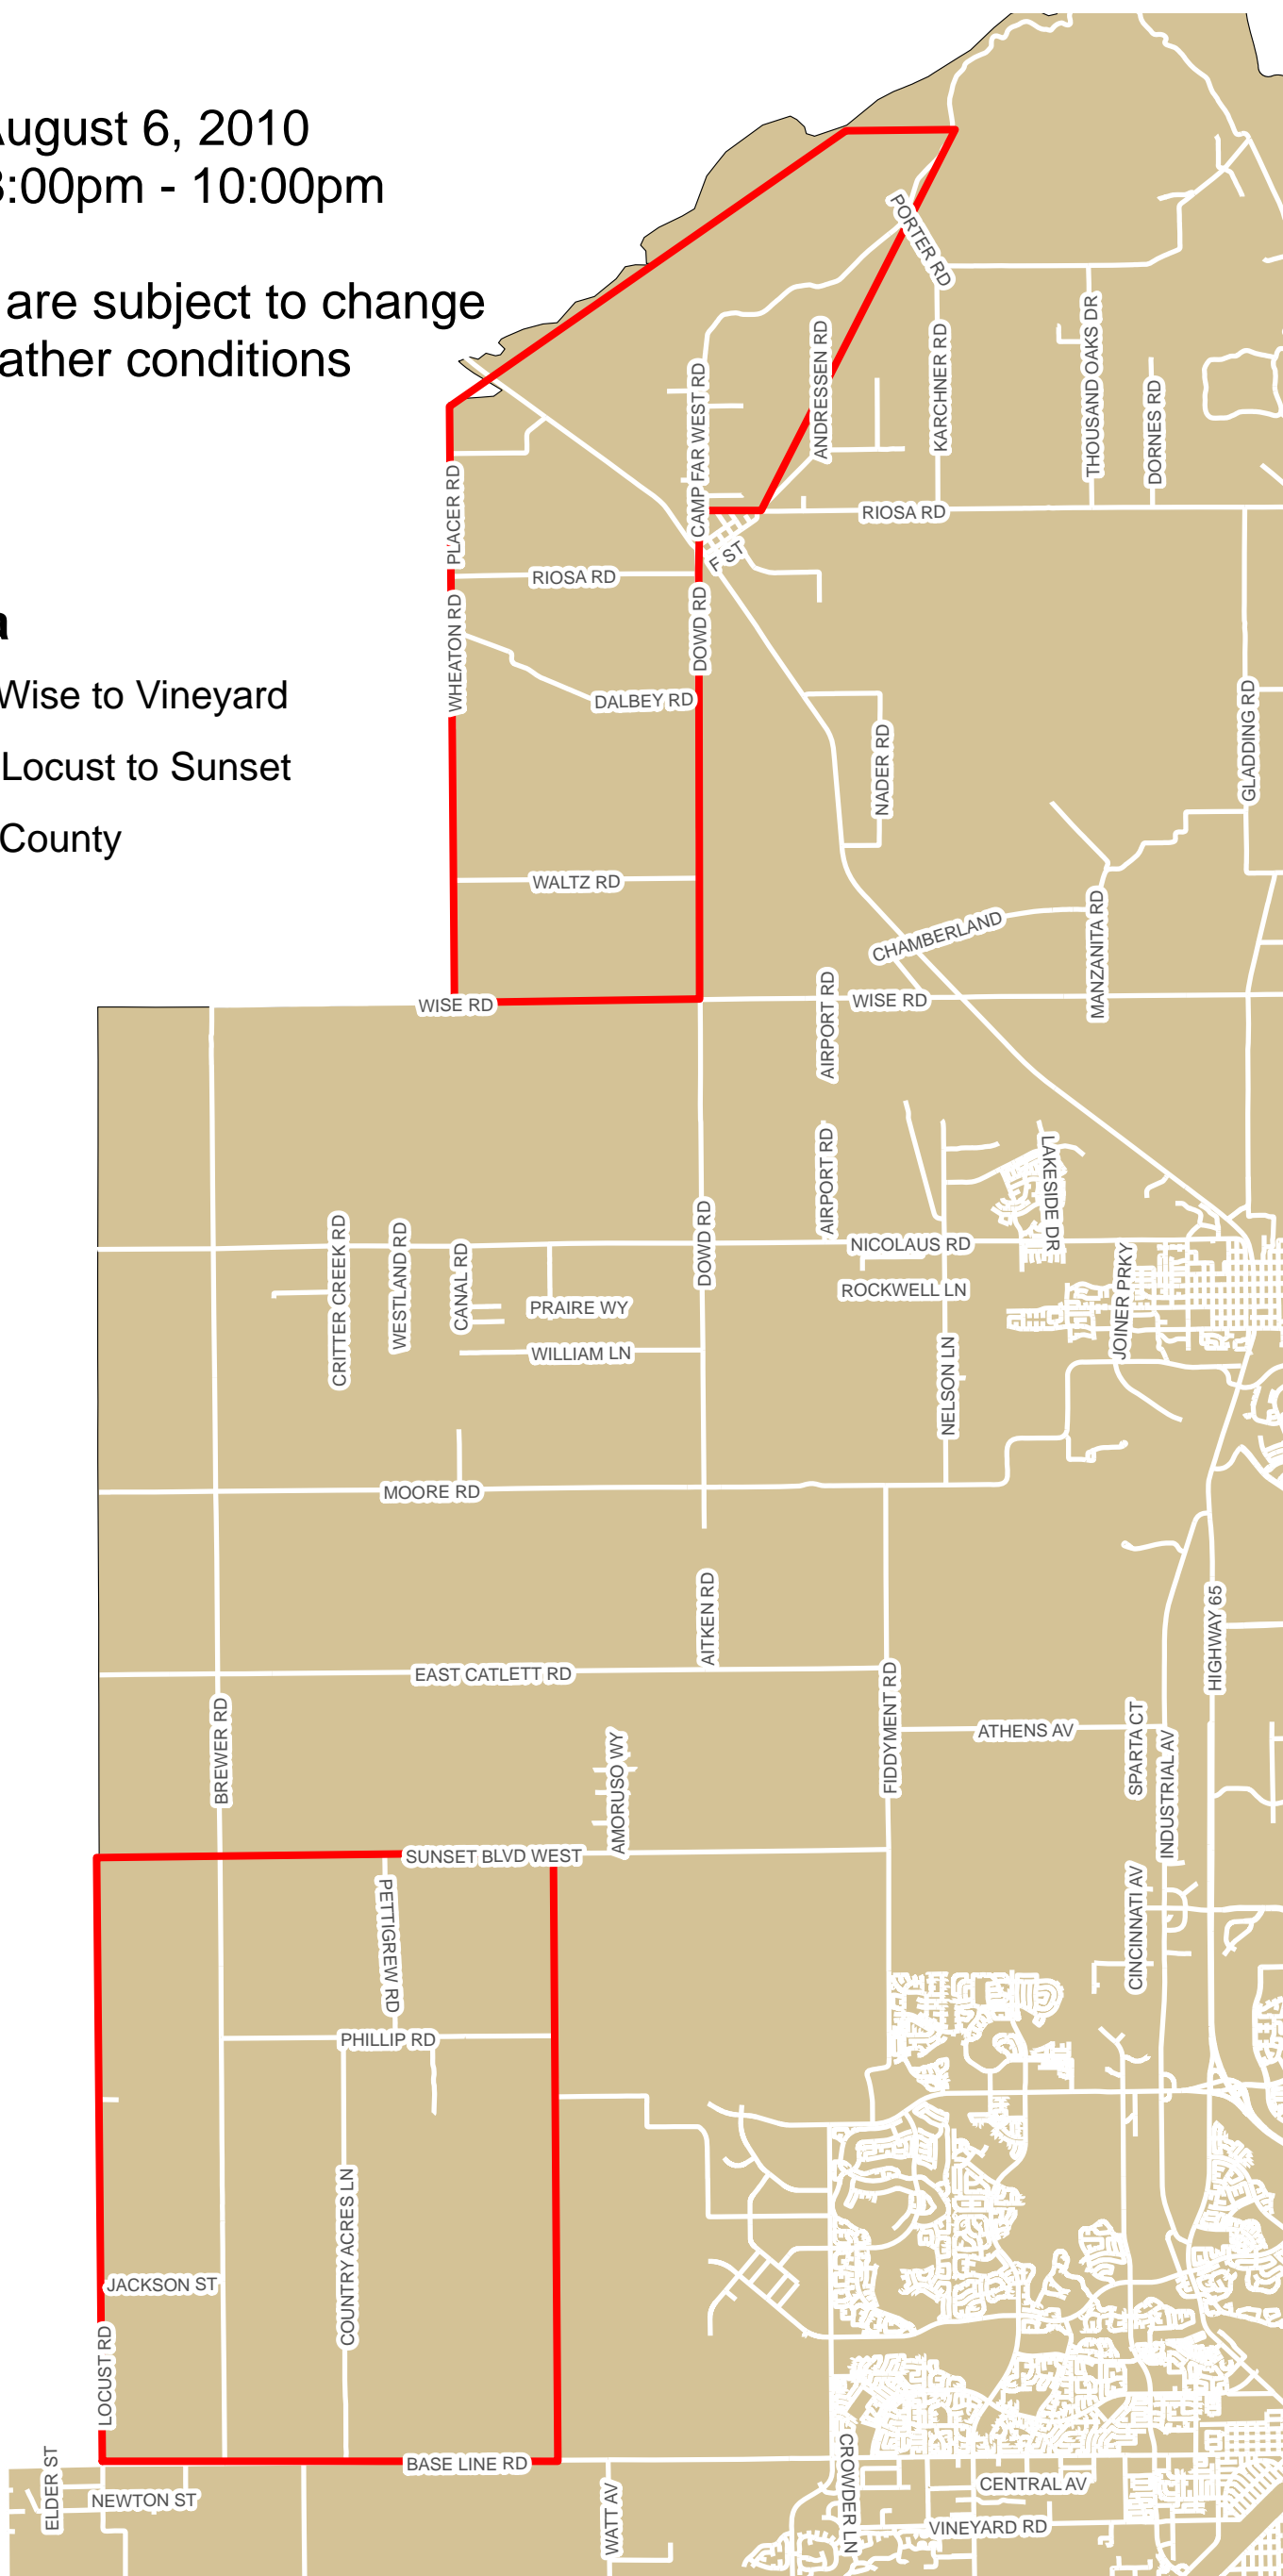 August 6, 2010
8:00pm - 10:00pm
are subject to change
ather conditions
a
Wise to Vineyard
Locust to Sunset
County
PORTER RD
ANDRESSEN RD
KARCHNER RD
THOUSAND OAKS DR
DORNES RD
CAMP FAR WEST RD
PLACER RD
RIOSA RD
F ST
RIOSA RD
WHEATON RD
DOWD RD
DALBEY RD
NADER RD
GLADDING RD
WALTZ RD
CHAMBERLAND
MANZANITA RD
WISE RD
AIRPORT RD
WISE RD
AIRPORT RD
LAKESIDE DR
CRITTER CREEK RD
WESTLAND RD
CANAL RD
DOWD RD
NICOLAUS RD
ROCKWELL LN
PRAIRE WY
JOINER PRKY
WILLIAM LN
NELSON LN
MOORE RD
AITKEN RD
HIGHWAY 65
EAST CATLETT RD
BREWER RD
FIDDYMENT RD
ATHENS AV
SPARTA CT
INDUSTRIAL AV
AMORUSO WY
SUNSET BLVD WEST
PETTIGREW RD
CINCINNATI AV
PHILLIP RD
COUNTRY ACRES LN
JACKSON ST
LOCUST RD
BASE LINE RD
ELDER ST
NEWTON ST
WATT AV
CROWDER LN
CENTRAL AV
VINEYARD RD